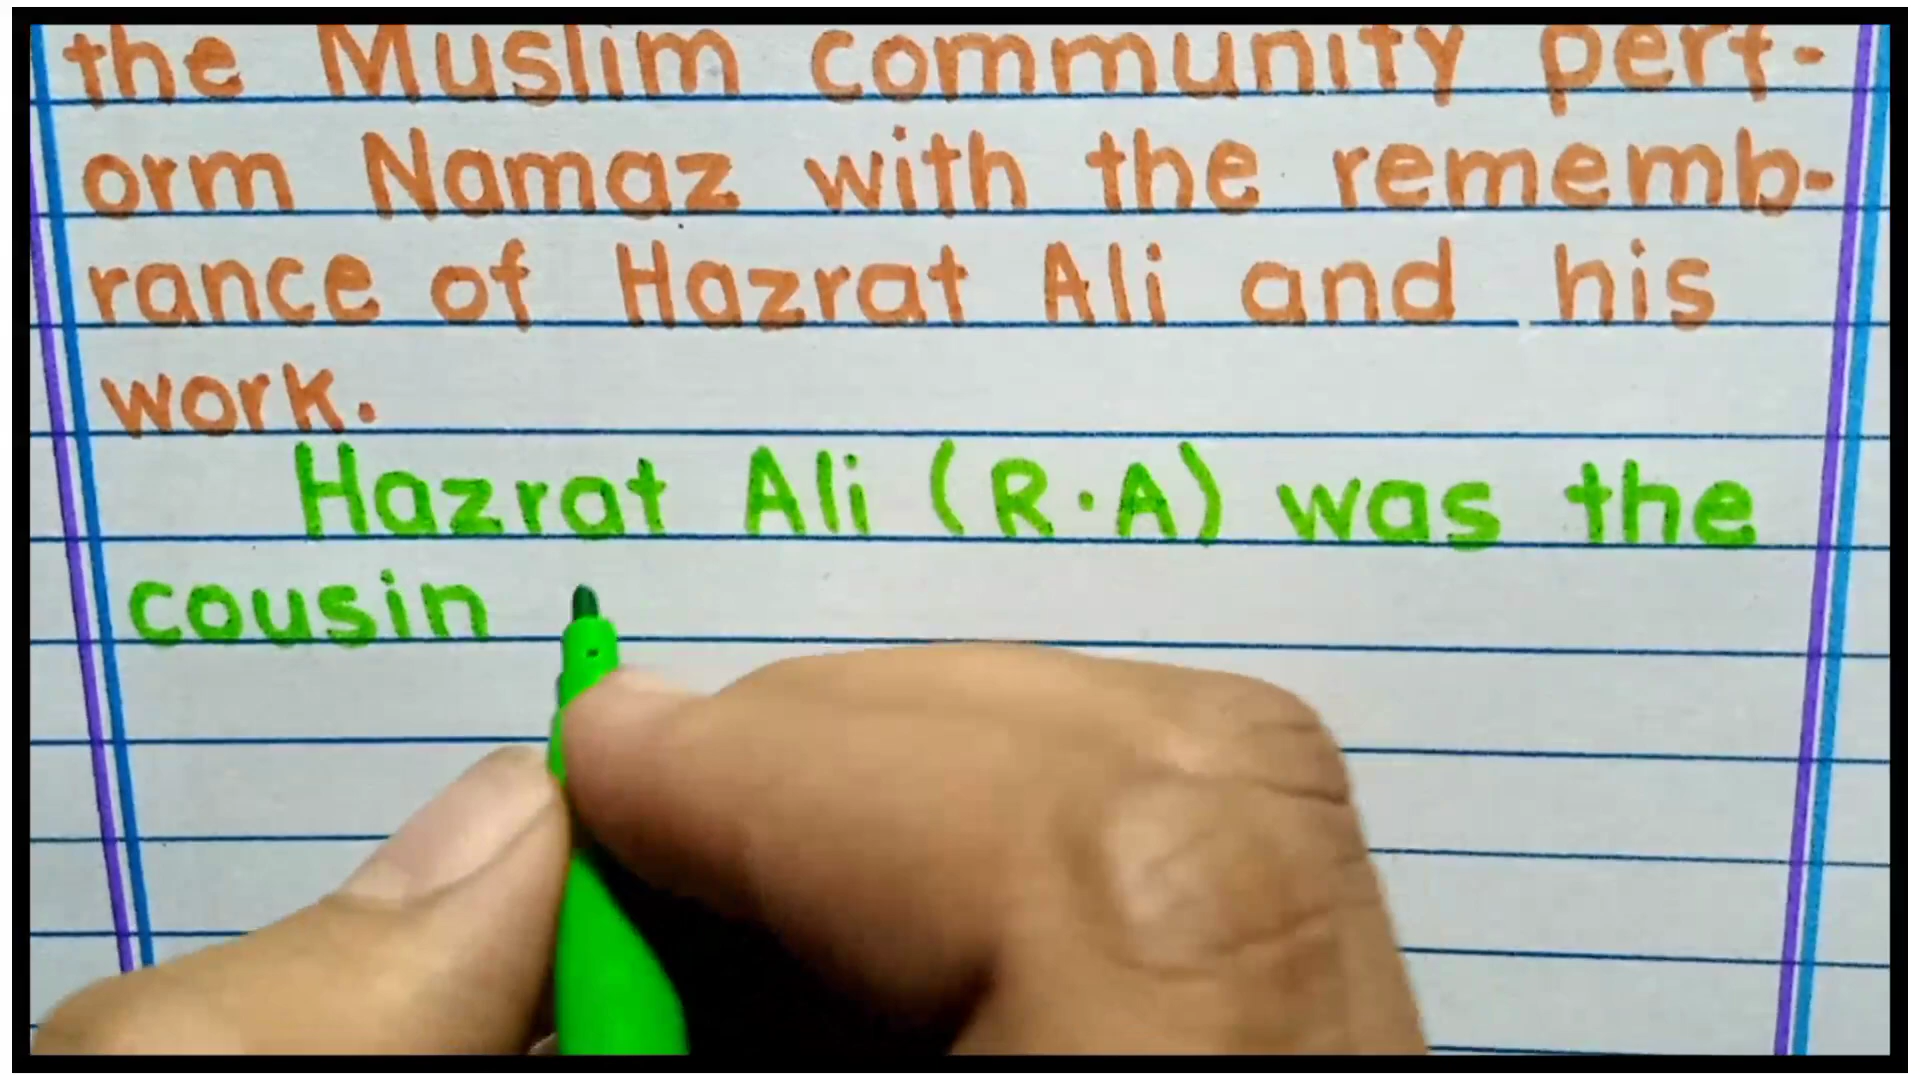 the Muslim community perf-
orm Namaz with the rememb-
rance of Hazrat Ali and his
work.
Hazrat Ali (R.A) was the
cousin